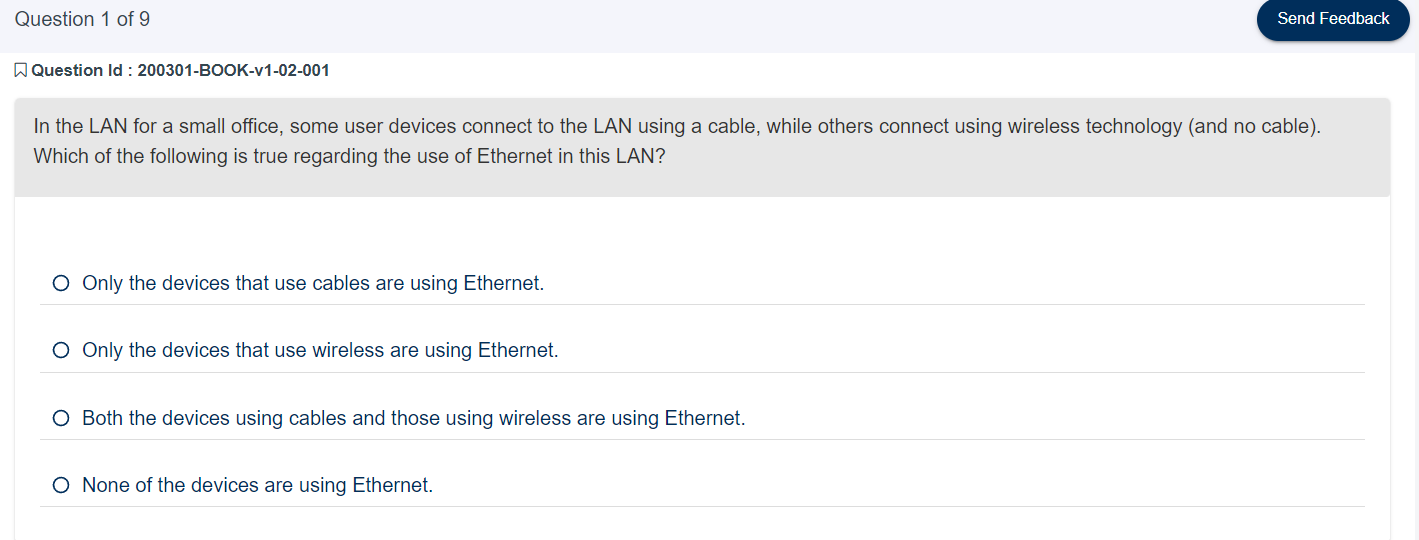 Question 1 of 9
Send Feedback
Question Id : 200301-BOOK-v1-02-001
In the LAN for a small office, some user devices connect to the LAN using a cable, while others connect using wireless technology (and no cable).
Which of the following is true regarding the use of Ethernet in this LAN?
Only the devices that use cables are using Ethernet.
Only the devices that use wireless are using Ethernet.
Both the devices using cables and those using wireless are using Ethernet.
None of the devices are using Ethernet.